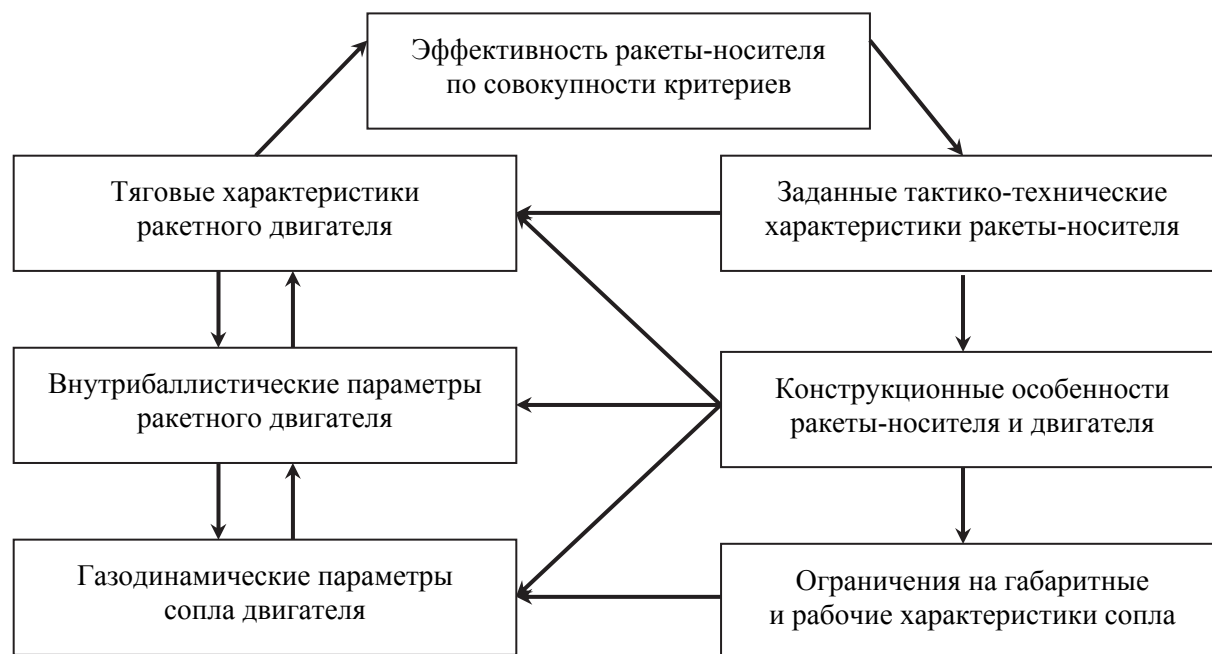 Эффективность ракеты-носителя
по совокупности критериев
Тяговые характеристики
ракетного двигателя
Заданные тактико-технические
характеристики ракеты-носителя
Внутрибаллистические параметры
ракетного двигателя
Конструкционные особенности
ракеты-носителя и двигателя
Газодинамические параметры
сопла двигателя
Ограничения на габаритные
и рабочие характеристики сопла